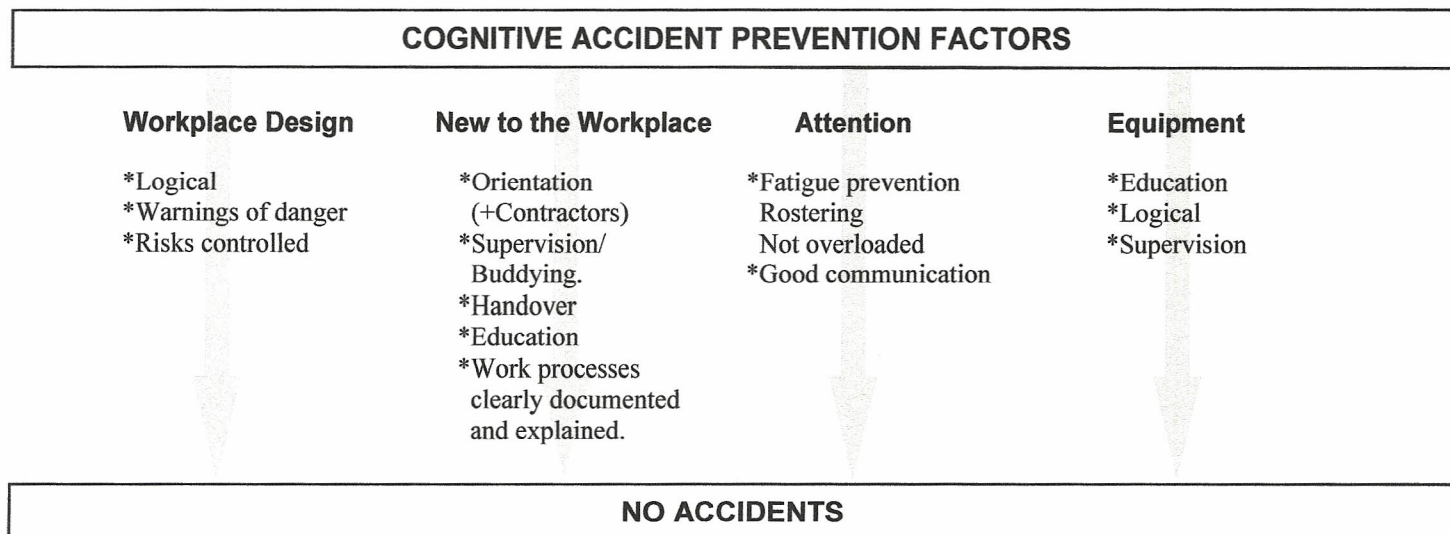 COGNITIVE ACCIDENT PREVENTION FACTORS
Workplace Design
*Logical
*Warnings of danger
*Risks controlled
New to the Workplace
*Orientation
(+Contractors)
*Supervision/
Buddying.
*Handover
*Education
*Work processes
clearly documented
and explained.
Attention
*Fatigue prevention
Rostering
Not overloaded
*Good communication
Equipment
*Education
*Logical
*Supervision
NO ACCIDENTS